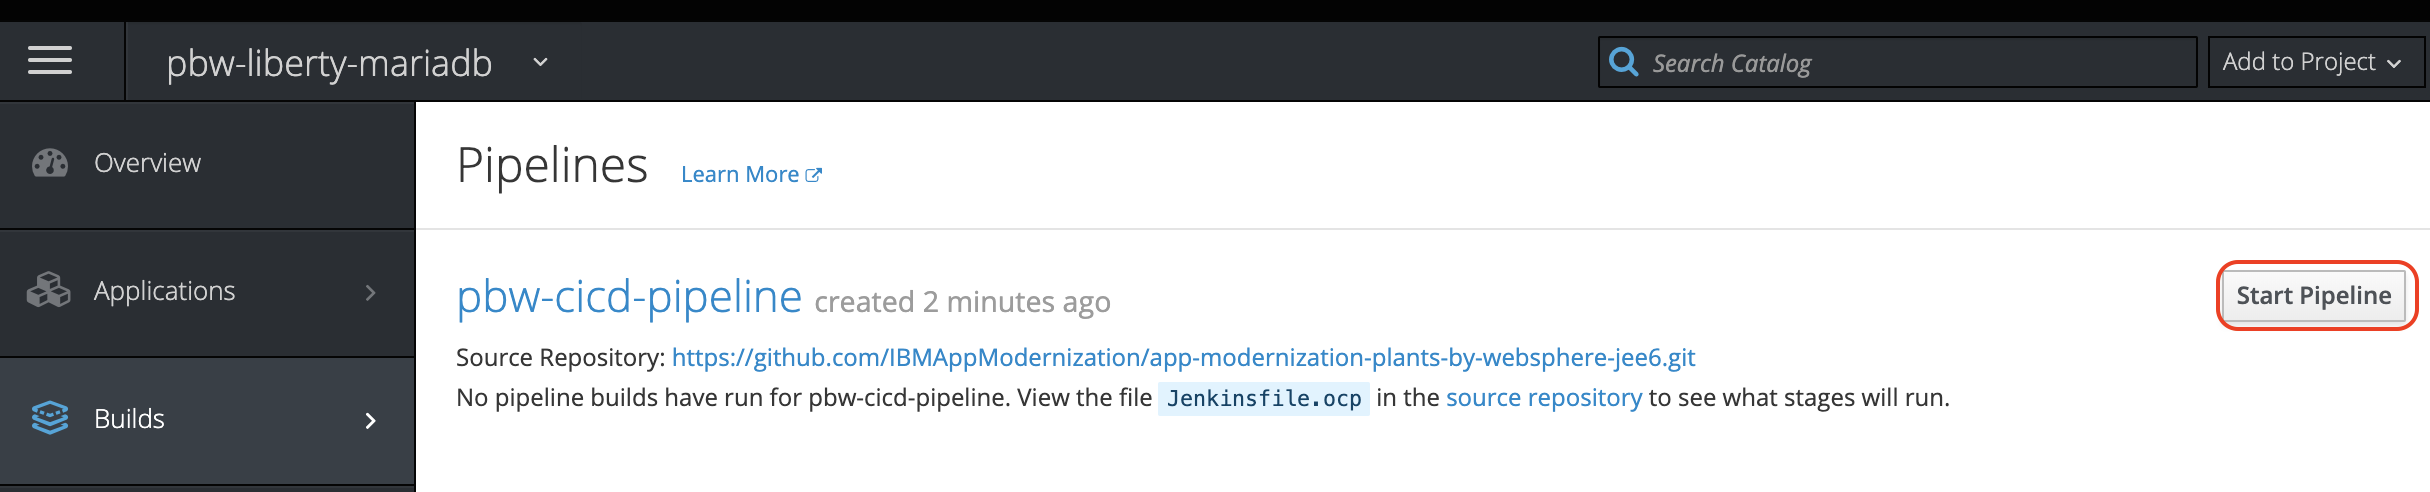 pbw-liberty-mariadb
Search Catalog
Add to Project
Overview
Applications
Builds
Pipelines Learn More
pbw-cicd-pipeline created 2 minutes ago
Start Pipeline
Source Repository: https://github.com/IBMAppModernization/app-modernization-plants-by-websphere-jee6.git
No pipeline builds have run for pbw-cicd-pipeline. View the file Jenkinsfile.ocp in the source repository to see what stages will run.